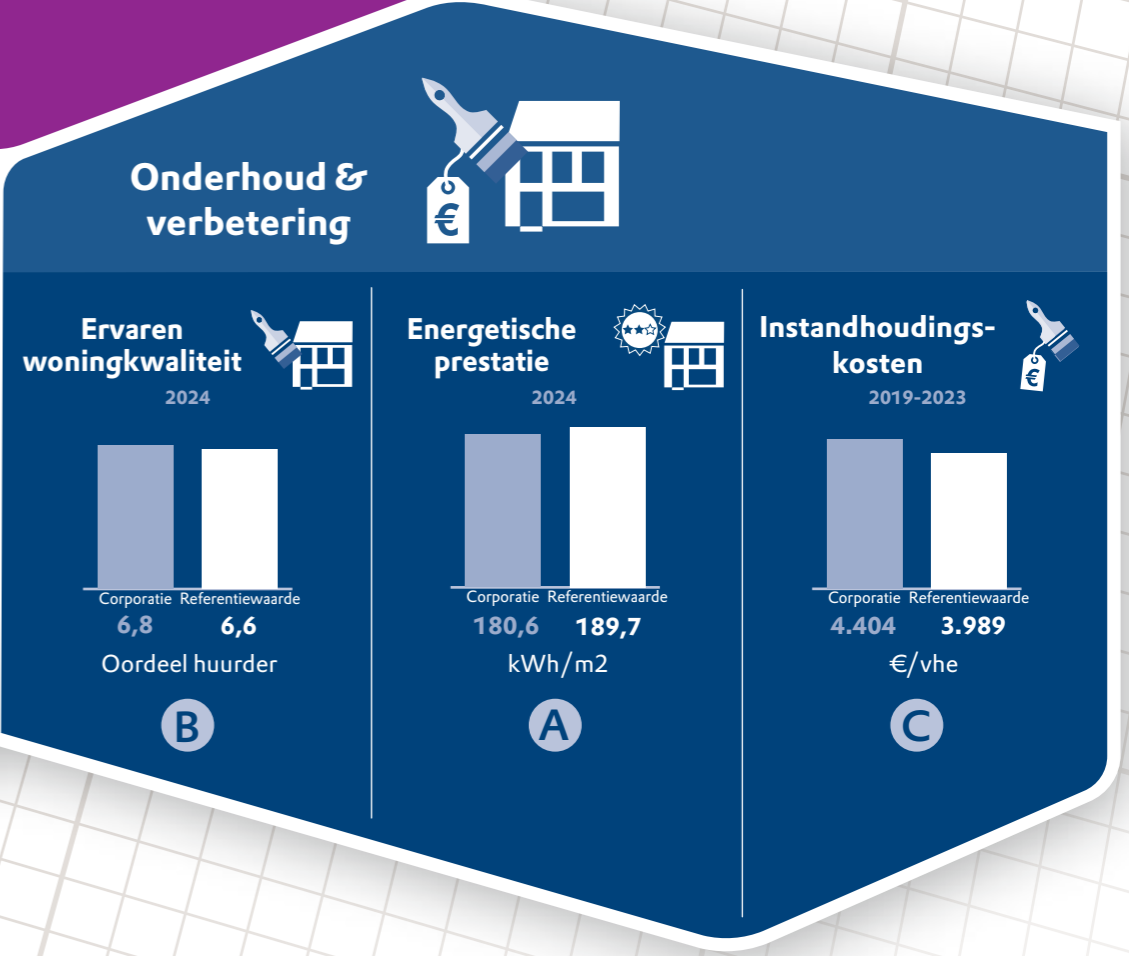 Onderhoud &
verbetering
€
Ervaren
woningkwaliteit
2024
Corporatie Referentiewaarde
6,8 6,6
Oordeel huurder
B
Energetische
prestatie
2024
Corporatie Referentiewaarde
180,6 189,7
kWh/m2
A
Instandhoudings-
kosten
€
2019-2023
Corporatie Referentiewaarde
4.404 3.989
€/vhe
C